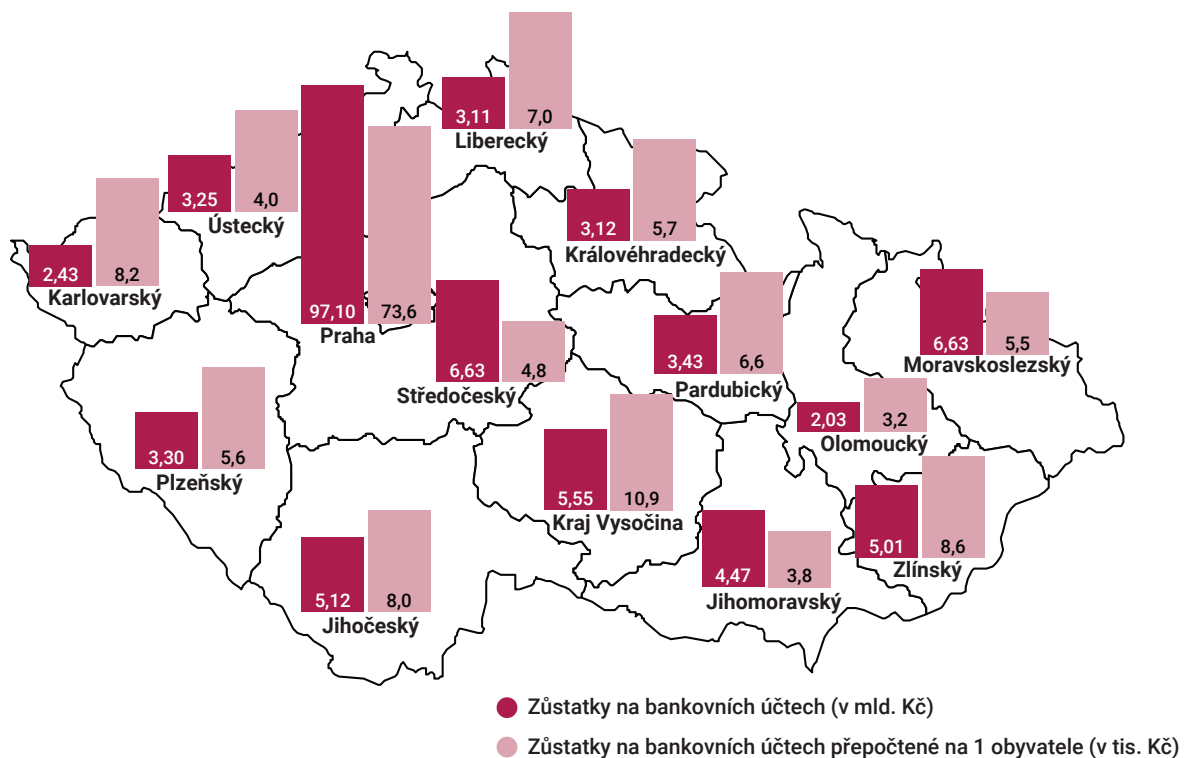 3,11 7,0
Liberecký
3,25 4,0
Ústecký
3,12 5,7
Královéhradecký
2,43 8,2
Karlovarský
97,10 73,6
Praha
6,63 4,8
Středočeský
3,43 6,6
Pardubický
6,63 5,5
Moravskoslezský
2,03 3,2
Olomoucký
3,30 5,6
Plzeňský
5,55 10,9
Kraj Vysočina
5,01 8,6
Zlínský
4,47 3,8
Jihomoravský
5,12 8,0
Jihočeský
Zůstatky na bankovních účtech (v mld. Kč)
Zůstatky na bankovních účtech přepočtené na 1 obyvatele (v tis. Kč)